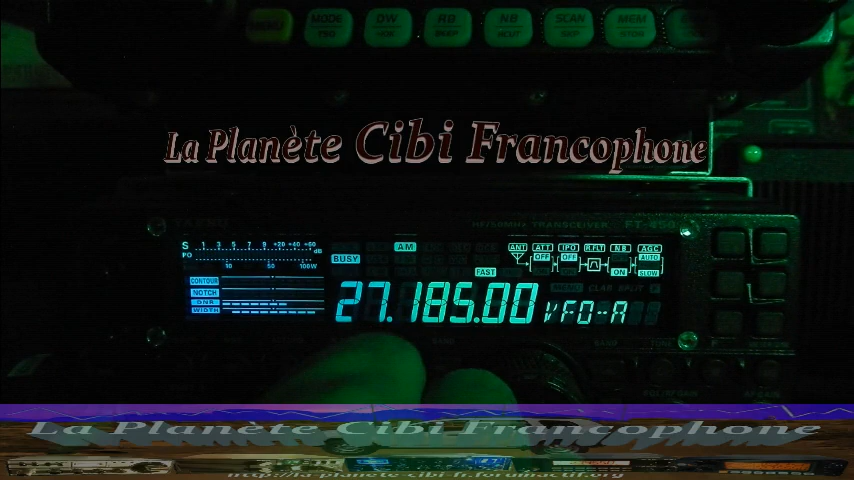 MENU MODE DW RB NB SCAN MEM
La Planète Cibi Francophone
YAESU HF/50MHz TRANSCEIVER FT-450
S 1 3 5 7 9 +20 +40 +60 dB
PO 10 50 100W
AM
BUSY
FAST
ANT ATT IPO R.FLT NB AGC
OFF OFF AUTO
ON SLOW
CONTOUR
NOTCH
DNR
WIDTH
27.185.00 VFO-A
CLAR SPLIT
La Planète Cibi Francophone
http://la-planete-cibi-fr.forumactif.org